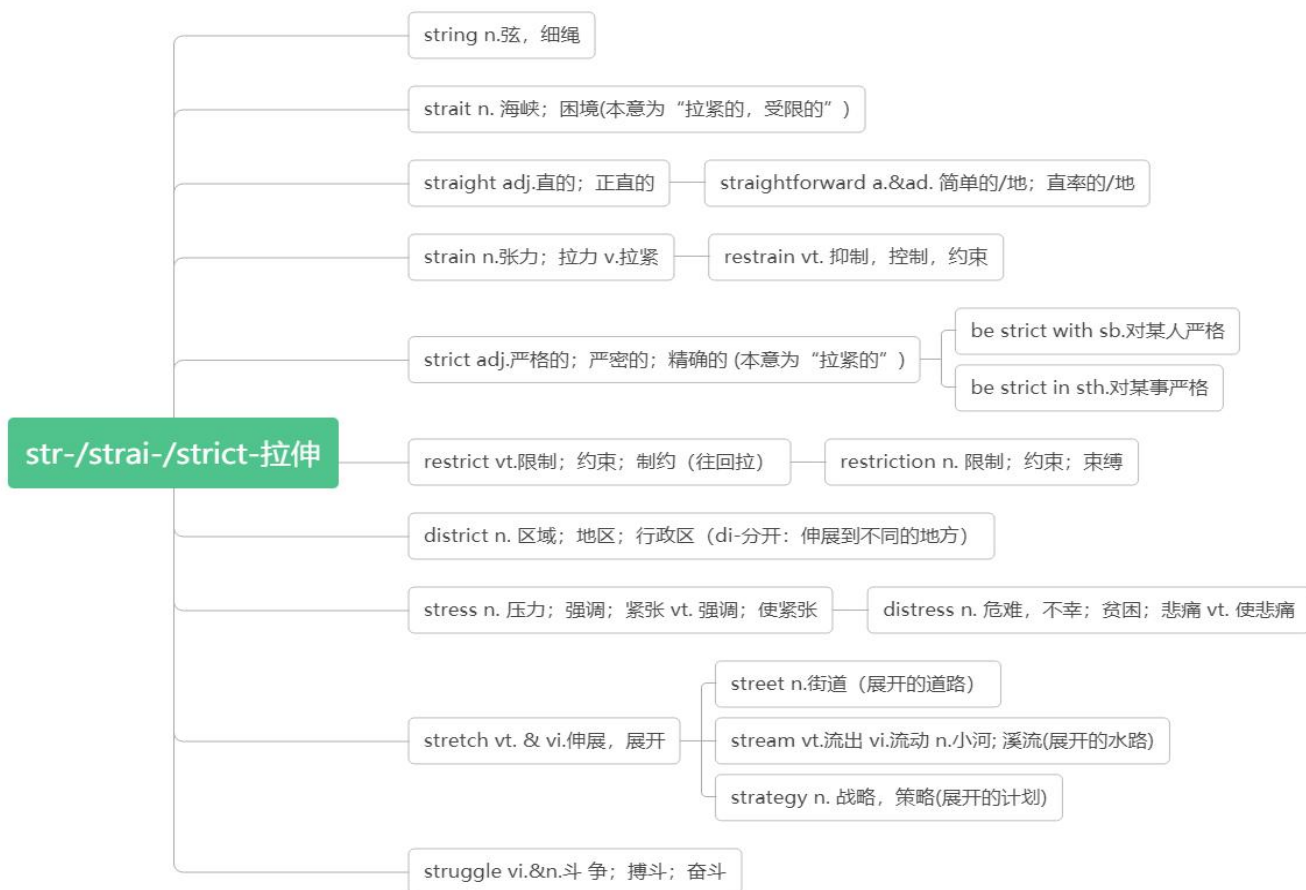 string n.弦，细绳
strait n. 海峡；困境(本意为“拉紧的，受限的”)
straight adj.直的；正直的
straightforward a.&ad. 简单的/地；直率的/地
strain n.张力；拉力 v.拉紧
restrain vt. 抑制，控制，约束
be strict with sb.对某人严格
strict adj.严格的；严密的；精确的 (本意为“拉紧的”)
be strict in sth.对某事严格
str-/strai-/strict-拉伸
restrict vt.限制；约束；制约（往回拉）
restriction n. 限制；约束；束缚
district n. 区域；地区；行政区（di-分开：伸展到不同的地方）
stress n. 压力；强调；紧张 vt. 强调；使紧张
distress n. 危难，不幸；贫困；悲痛 vt. 使悲痛
street n.街道（展开的道路）
stretch vt. & vi.伸展，展开
stream vt.流出 vi.流动 n.小河; 溪流(展开的水路)
strategy n. 战略，策略(展开的计划)
struggle vi.&n.斗 争；搏斗；奋斗